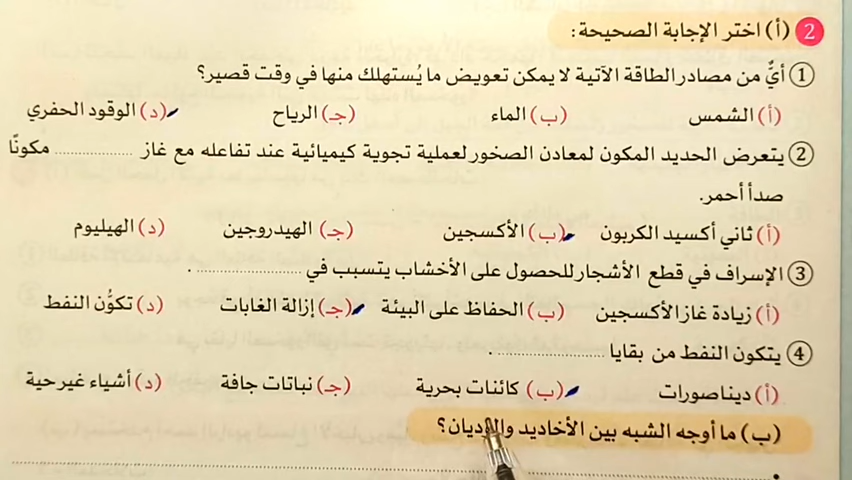 2 (أ) اختر الإجابة الصحيحة:
1 أيٌّ من مصادر الطاقة الآتية لا يمكن تعويض ما يُستهلك منها في وقت قصير؟
(أ) الشمس (ب) الماء (جـ) الرياح (د) الوقود الحفري
2 يتعرض الحديد المكون لمعادن الصخور لعملية تجوية كيميائية عند تفاعله مع غاز .............. مكونًا
صدأ أحمر.
(أ) ثاني أكسيد الكربون (ب) الأكسجين (جـ) الهيدروجين (د) الهيليوم
3 الإسراف في قطع الأشجار للحصول على الأخشاب يتسبب في .................... .
(أ) زيادة غاز الأكسجين (ب) الحفاظ على البيئة (جـ) إزالة الغابات (د) تكوُّن النفط
4 يتكون النفط من بقايا .................... .
(أ) ديناصورات (ب) كائنات بحرية (جـ) نباتات جافة (د) أشياء غير حية
(ب) ما أوجه الشبه بين الأخاديد والوديان؟